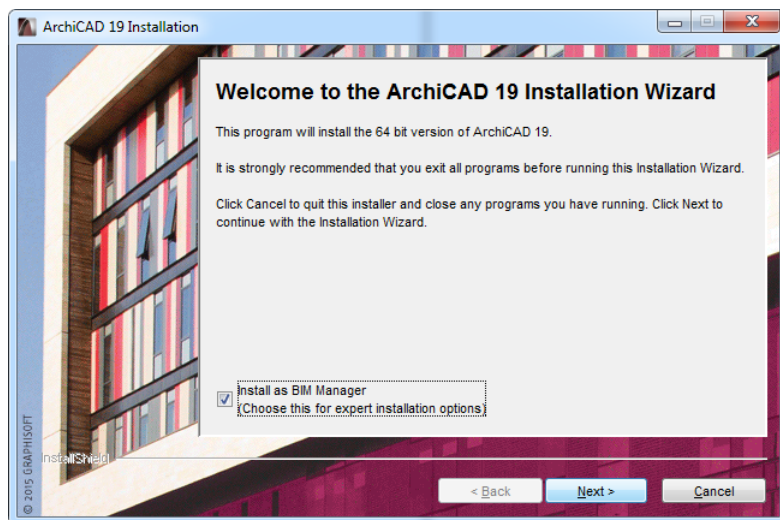 ArchiCAD 19 Installation
Welcome to the ArchiCAD 19 Installation Wizard
This program will install the 64 bit version of ArchiCAD 19.
It is strongly recommended that you exit all programs before running this Installation Wizard.
Click Cancel to quit this installer and close any programs you have running. Click Next to
continue with the Installation Wizard.
Install as BIM Manager
(Choose this for expert installation options)
© 2015 GRAPHISOFT
InstallShield
< Back
Next >
Cancel